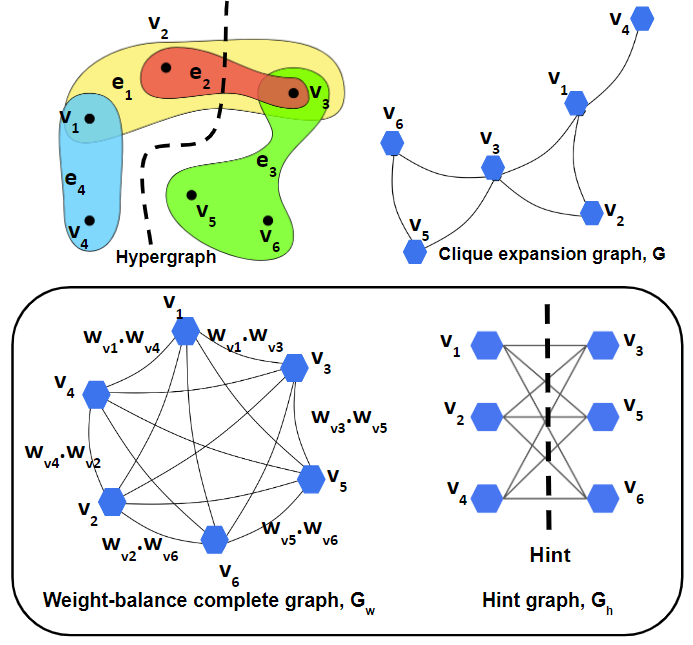 v2
e1
e2
v3
v1
e3
e4
v5
v4
v6
Hypergraph
v4
v1
v6
v3
v2
v5
Clique expansion graph, G
v1
wv1.wv4
wv1.wv3
v3
v4
wv3.wv5
wv4.wv2
v5
v2
wv2.wv6
wv5.wv6
v6
Weight-balance complete graph, Gw
v1
v3
v2
v5
v4
v6
Hint
Hint graph, Gh